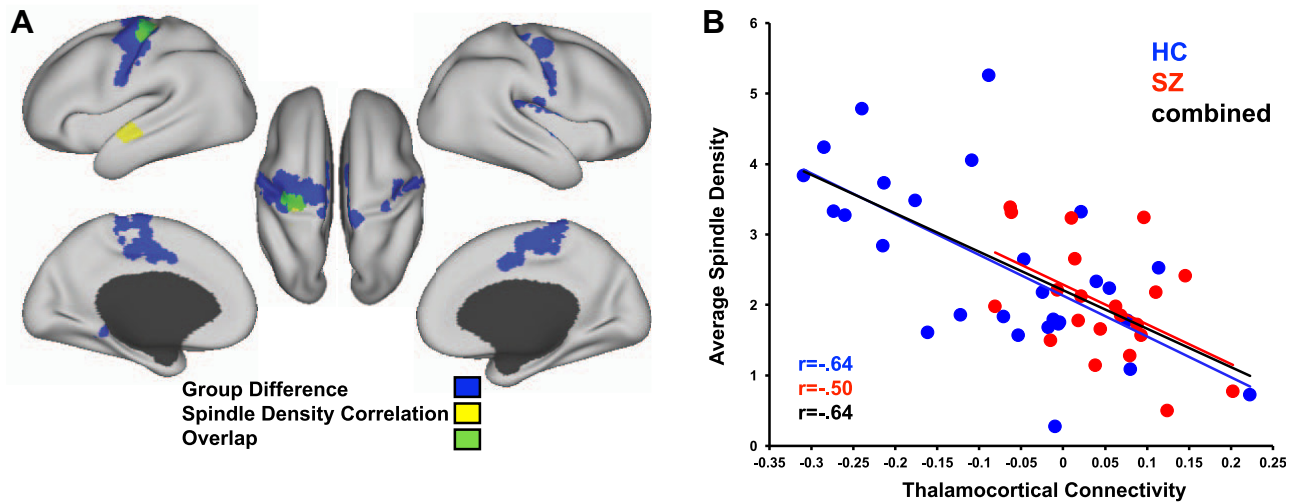 A
Group Difference
Spindle Density Correlation
Overlap
B
HC
SZ
combined
Average Spindle Density
6
5
4
3
2
1
0
r=-.64
r=-.50
r=-.64
-0.35 -0.3 -0.25 -0.2 -0.15 -0.1 -0.05 0 0.05 0.1 0.15 0.2 0.25
Thalamocortical Connectivity